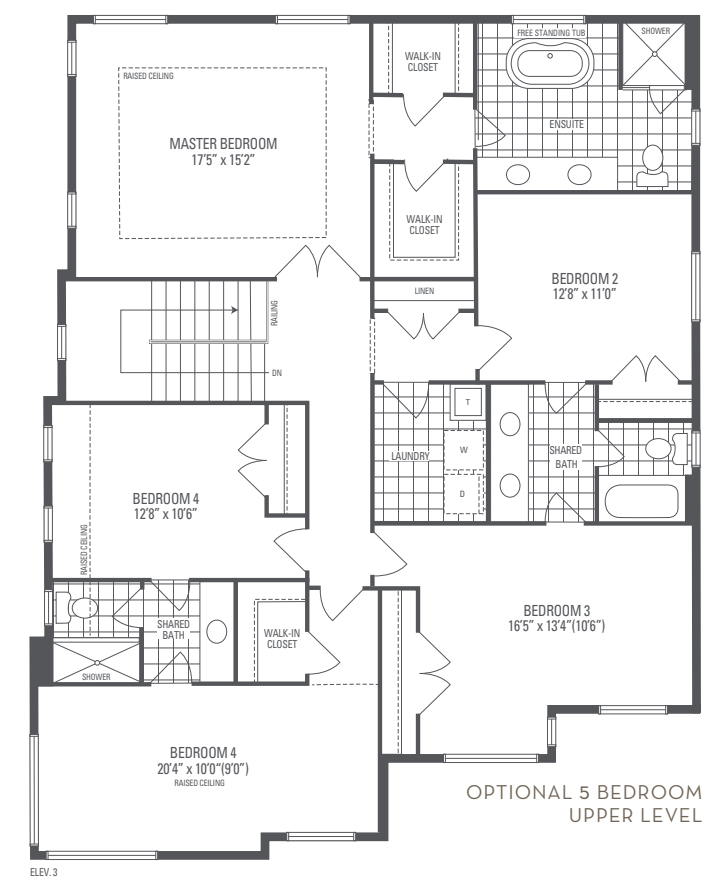 FREE STANDING TUB
SHOWER
WALK-IN
CLOSET
RAISED CEILING
ENSUITE
MASTER BEDROOM
17'5" x 15'2"
WALK-IN
CLOSET
BEDROOM 2
12'8" x 11'0"
LINEN
RAILING
DN
T
LAUNDRY
W
SHARED
BATH
D
BEDROOM 4
12'8" x 10'6"
RAISED CEILING
SHARED
BATH
WALK-IN
CLOSET
BEDROOM 3
16'5" x 13'4"(10'6")
SHOWER
BEDROOM 4
20'4" x 10'0"(9'0")
RAISED CEILING
OPTIONAL 5 BEDROOM
UPPER LEVEL
ELEV. 3